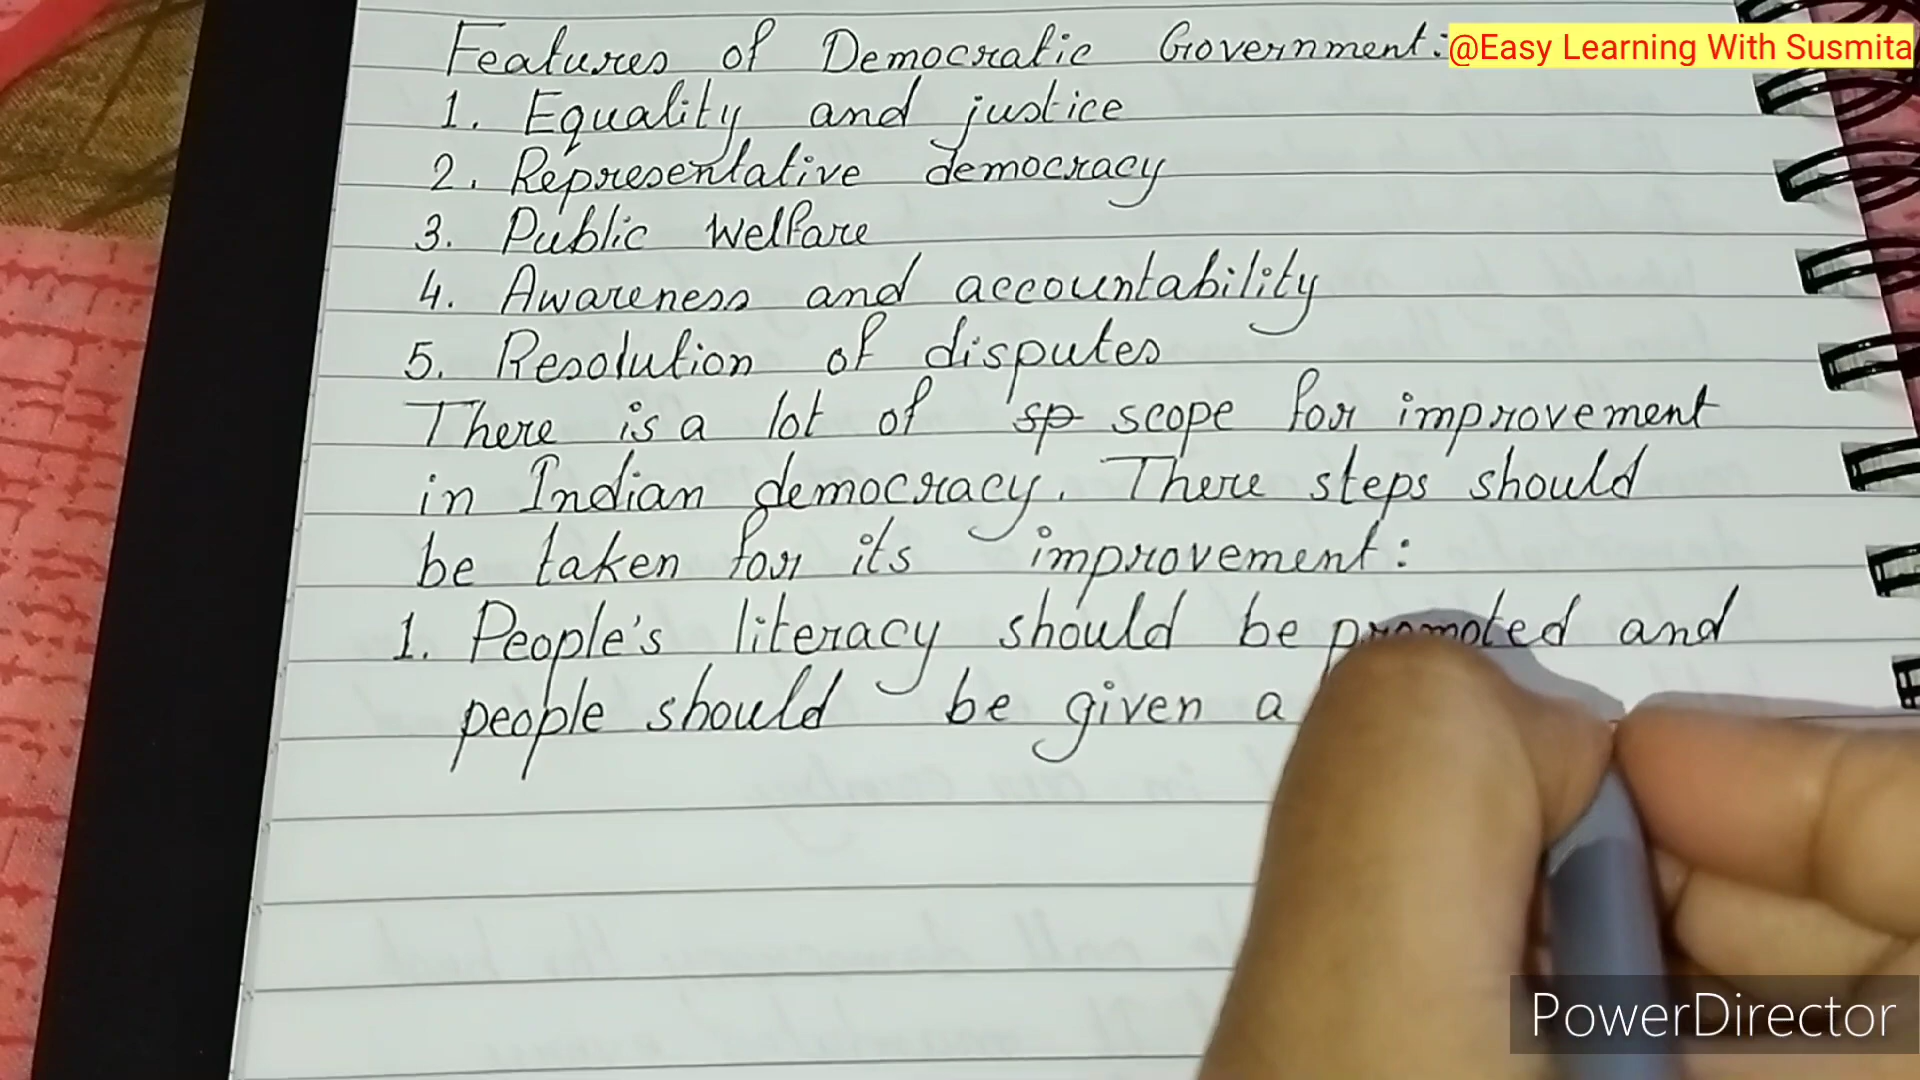 Features of Democratic Government:
@Easy Learning With Susmita
1. Equality and justice
2. Representative democracy
3. Public Welfare
4. Awareness and accountability
5. Resolution of disputes
There is a lot of sp scope for improvement
in Indian democracy. There steps should
be taken for its improvement:
1. People's literacy should be promoted and
people should be given a
PowerDirector